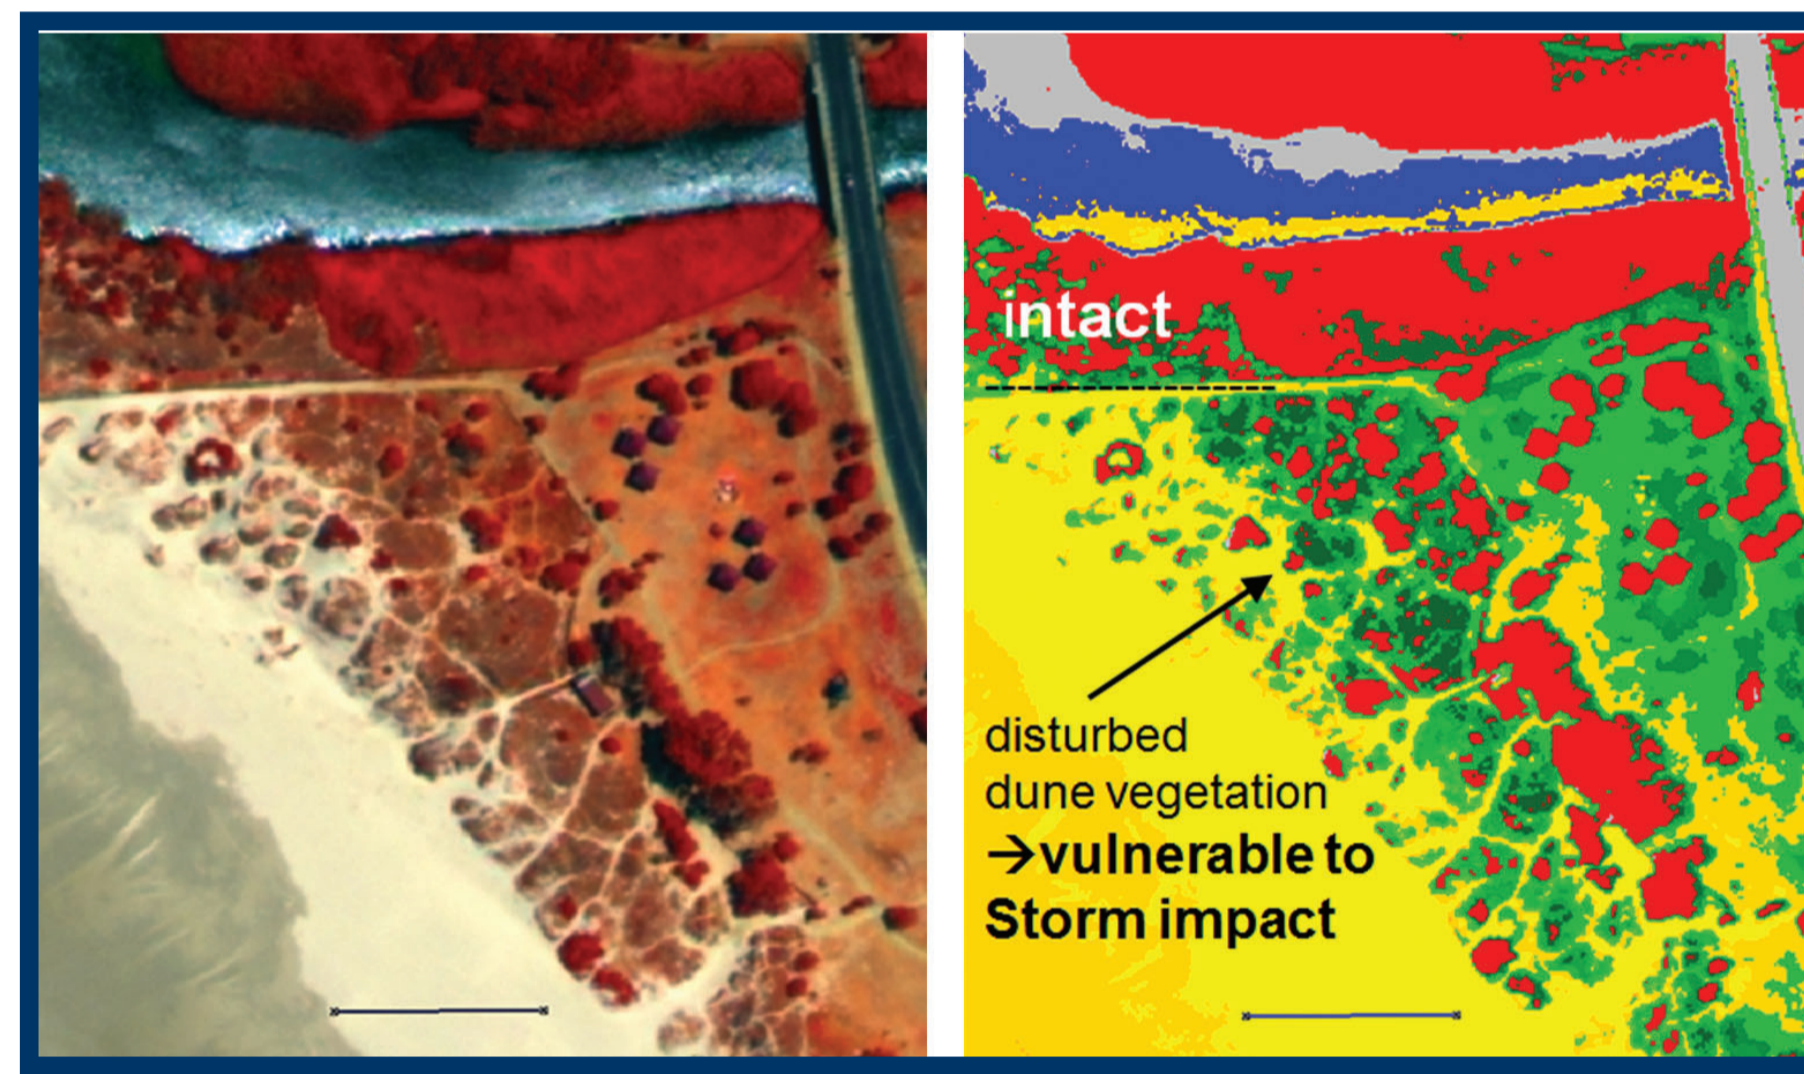 intact
disturbed
dune vegetation
→vulnerable to
Storm impact